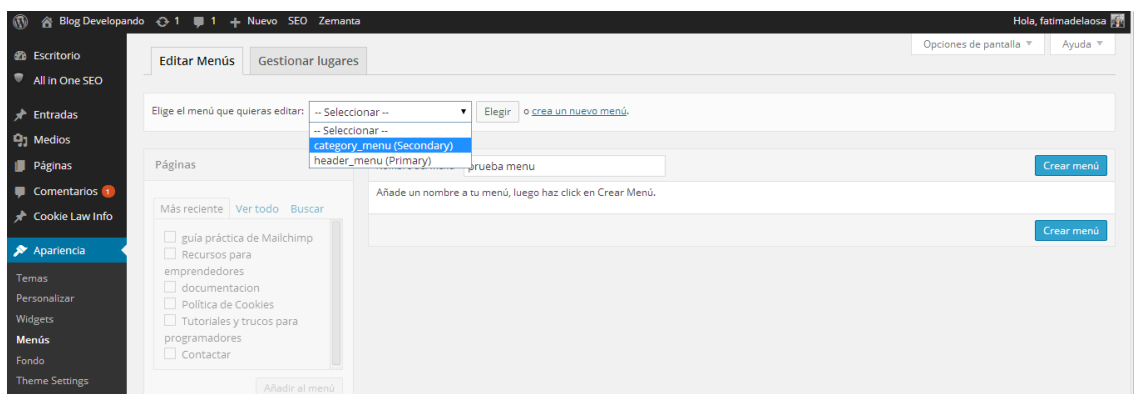 Blog Developando 1 1 + Nuevo SEO Zemanta Hola, fatimadelaosa
Escritorio
All in One SEO
Entradas
Medios
Páginas
Comentarios 1
Cookie Law Info
Apariencia
Temas
Personalizar
Widgets
Menús
Fondo
Theme Settings
Opciones de pantalla Ayuda
Editar Menús Gestionar lugares
Elige el menú que quieras editar: -- Seleccionar -- Elegir o crea un nuevo menú.
-- Seleccionar --
category_menu (Secondary)
header_menu (Primary)
Páginas
prueba menu Crear menú
Añade un nombre a tu menú, luego haz click en Crear Menú.
Crear menú
Más reciente Ver todo Buscar
guía práctica de Mailchimp
Recursos para
emprendedores
documentacion
Política de Cookies
Tutoriales y trucos para
programadores
Contactar
Añadir al menú